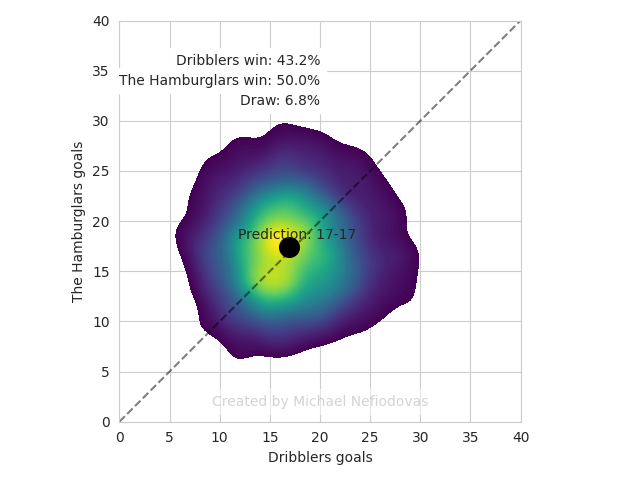 40
35
30
25
20
15
10
5
0
The Hamburglars goals
Dribblers win: 43.2%
The Hamburglars win: 50.0%
Draw: 6.8%
Prediction: 17-17
Created by Michael Nefiodovas
0 5 10 15 20 25 30 35 40
Dribblers goals